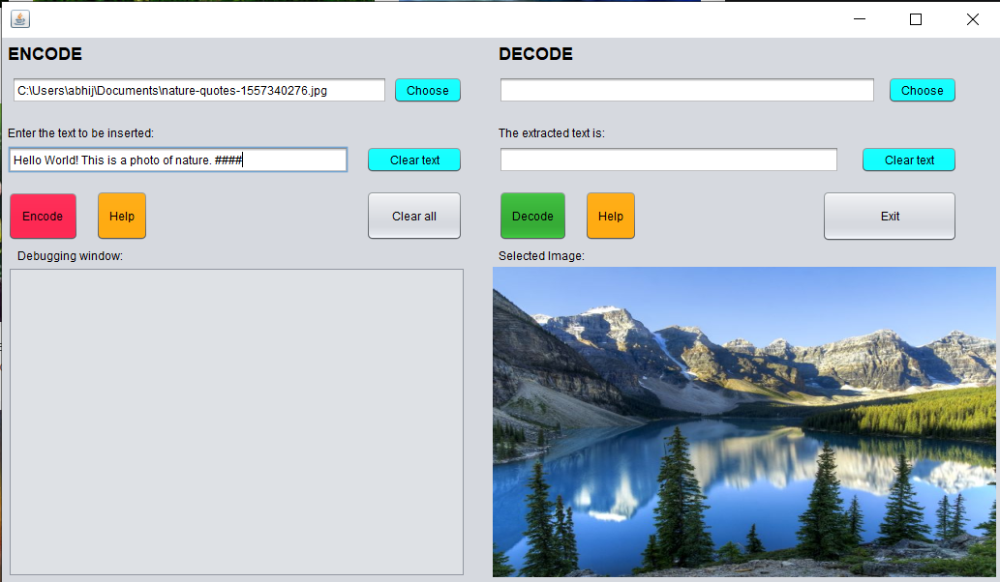 ENCODE
C:\Users\abhij\Documents\nature-quotes-1557340276.jpg
Choose
Enter the text to be inserted:
Hello World! This is a photo of nature. ####
Clear text
Encode
Help
Clear all
Debugging window:
DECODE
Choose
The extracted text is:
Clear text
Decode
Help
Exit
Selected Image: